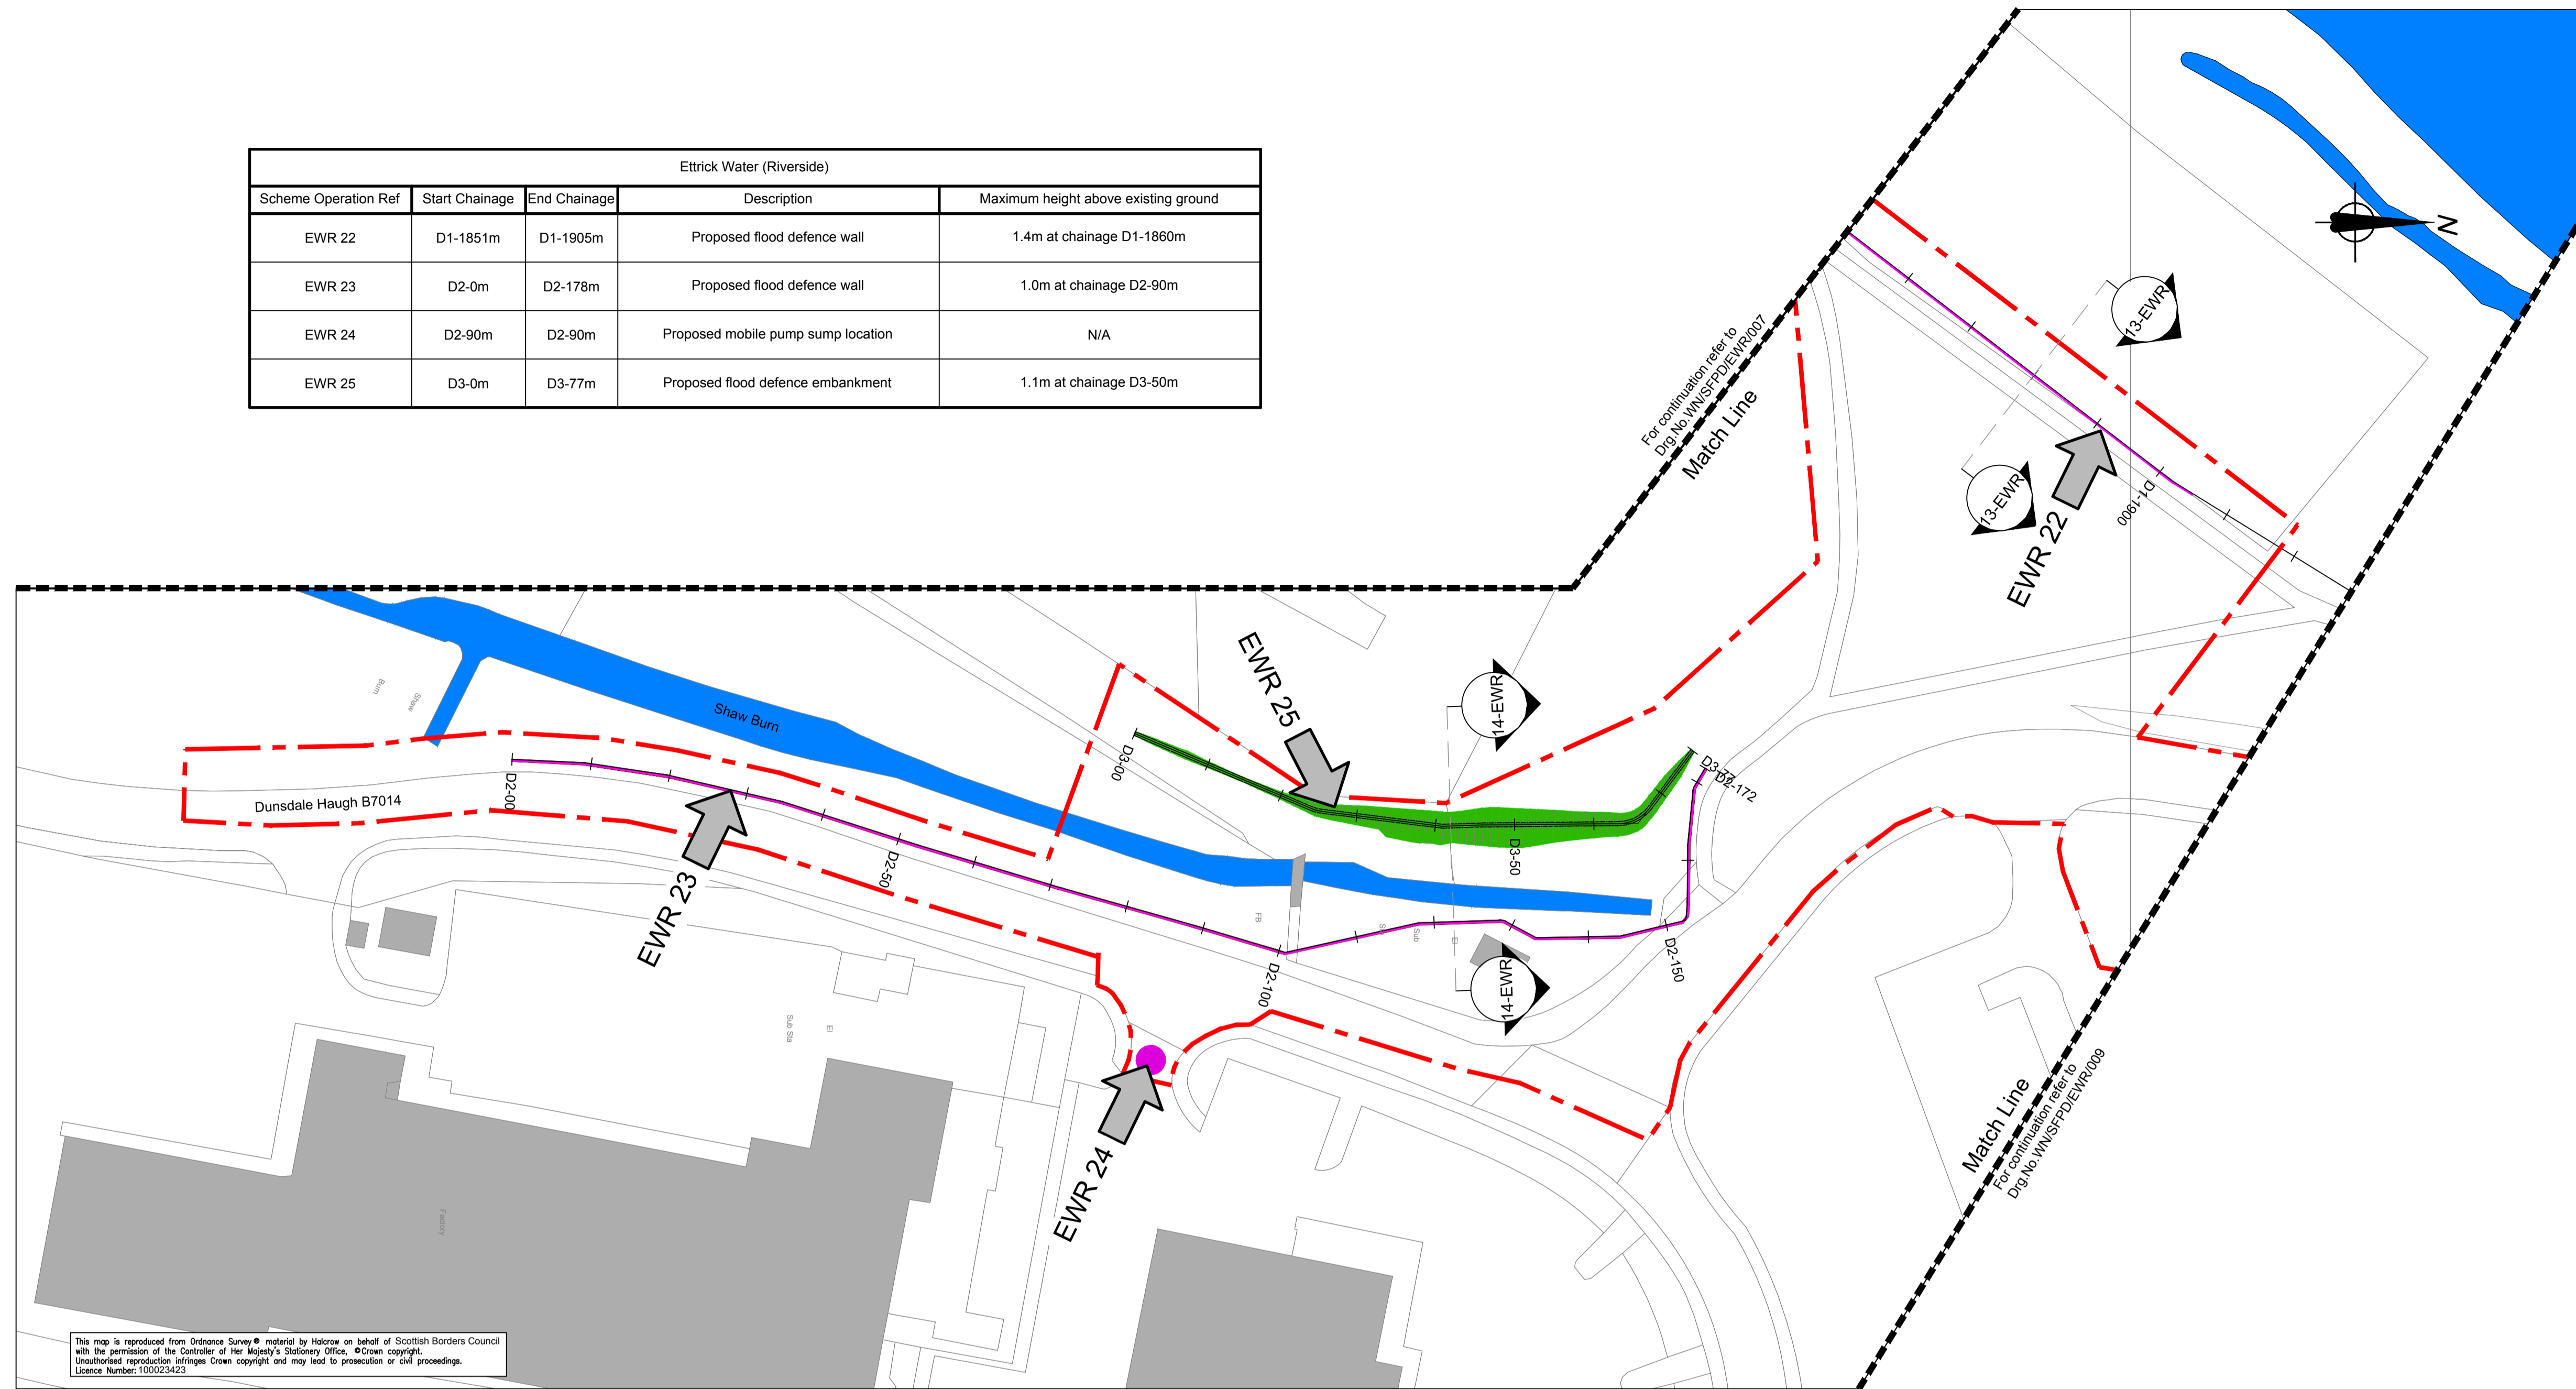 Ettrick Water (Riverside)
Scheme Operation Ref Start Chainage End Chainage Description Maximum height above existing ground
EWR 22 D1-1851m D1-1905m Proposed flood defence wall 1.4m at chainage D1-1860m
EWR 23 D2-0m D2-178m Proposed flood defence wall 1.0m at chainage D2-90m
EWR 24 D2-90m D2-90m Proposed mobile pump sump location N/A
EWR 25 D3-0m D3-77m Proposed flood defence embankment 1.1m at chainage D3-50m
N
13-EWR
13-EWR
For continuation refer to
Drg.No.WN/SFPD/EWR/007
Match Line
D1-1900
EWR 22
EWR 25
14-EWR
Burn
Shaw
Shaw Burn
D3-00
D3-77
D2-172
Dunsdale Haugh B7014
D2-00
D2-50
D3-50
EWR 23
FB
Sta
Sub
El
D2-100
14-EWR
D2-150
Sub Sta
El
EWR 24
Match Line
For continuation refer to
Drg.No.WN/SFPD/EWR/009
Factory
This map is reproduced from Ordnance Survey® material by Halcrow on behalf of Scottish Borders Council
with the permission of the Controller of Her Majesty's Stationery Office, ©Crown copyright.
Unauthorised reproduction infringes Crown copyright and may lead to prosecution or civil proceedings.
Licence Number: 100023423